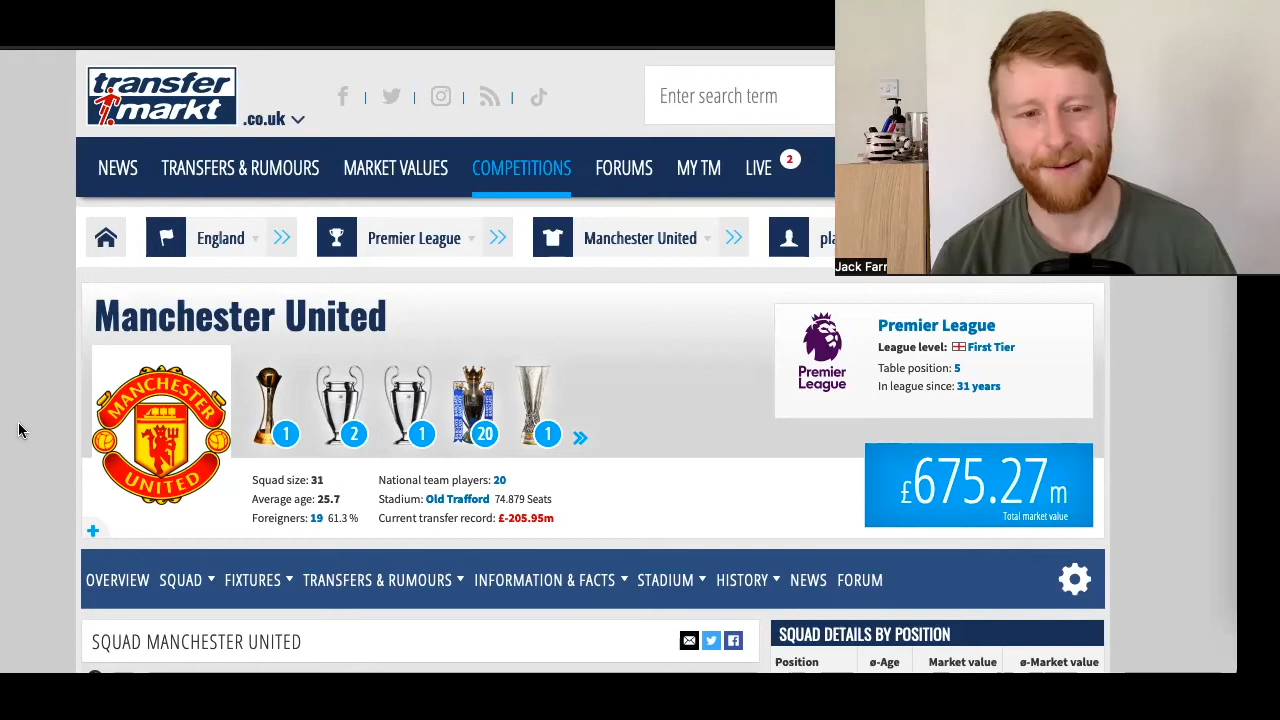 transfer
markt
.co.uk
Enter search term
NEWS TRANSFERS & RUMOURS MARKET VALUES COMPETITIONS FORUMS MY TM LIVE 2
England Premier League Manchester United
Jack Farr
Manchester United
MANCHESTER
UNITED
1 2 1 20 1
Premier
League
Premier League
League level: First Tier
Table position: 5
In league since: 31 years
Squad size: 31 National team players: 20
Average age: 25.7 Stadium: Old Trafford 74.879 Seats
Foreigners: 19 61.3 % Current transfer record: £-205.95m
£675.27m
Total market value
OVERVIEW SQUAD FIXTURES TRANSFERS & RUMOURS INFORMATION & FACTS STADIUM HISTORY NEWS FORUM
SQUAD MANCHESTER UNITED
SQUAD DETAILS BY POSITION
Position ø-Age Market value ø-Market value